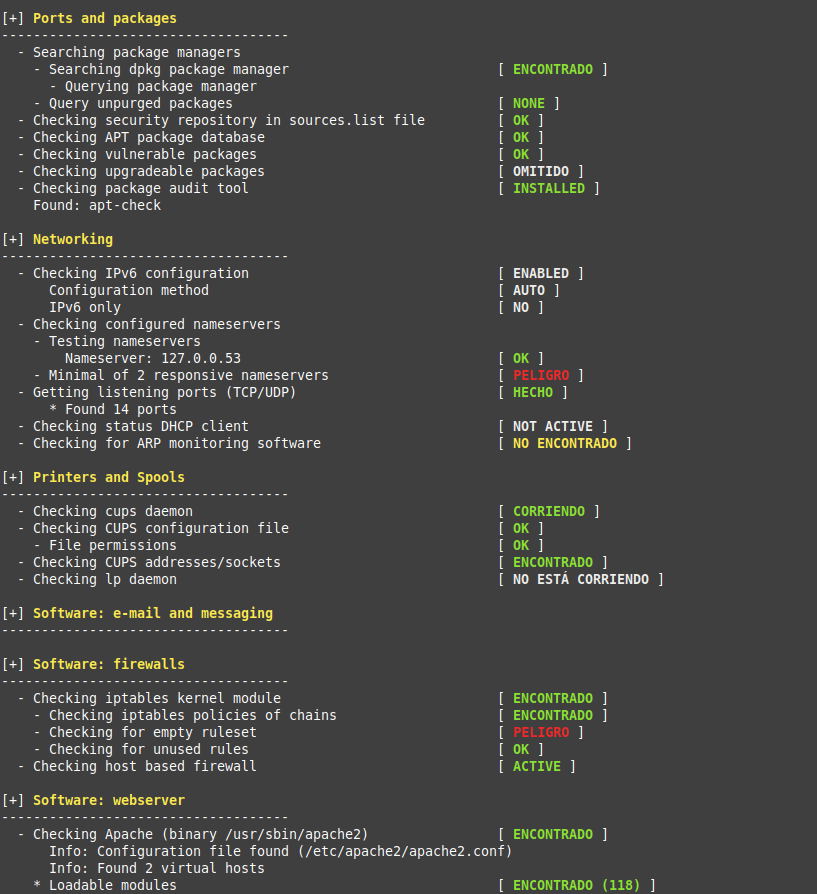 [+] Ports and packages
------------------------------------
  - Searching package managers
    - Searching dpkg package manager                          [ ENCONTRADO ]
      - Querying package manager
    - Query unpurged packages                                 [ NONE ]
  - Checking security repository in sources.list file         [ OK ]
  - Checking APT package database                             [ OK ]
  - Checking vulnerable packages                              [ OK ]
  - Checking upgradeable packages                             [ OMITIDO ]
  - Checking package audit tool                               [ INSTALLED ]
    Found: apt-check

[+] Networking
------------------------------------
  - Checking IPv6 configuration                               [ ENABLED ]
      Configuration method                                    [ AUTO ]
      IPv6 only                                               [ NO ]
  - Checking configured nameservers
    - Testing nameservers
        Nameserver: 127.0.0.53                                [ OK ]
    - Minimal of 2 responsive nameservers                     [ PELIGRO ]
  - Getting listening ports (TCP/UDP)                         [ HECHO ]
      * Found 14 ports
  - Checking status DHCP client                               [ NOT ACTIVE ]
  - Checking for ARP monitoring software                      [ NO ENCONTRADO ]

[+] Printers and Spools
------------------------------------
  - Checking cups daemon                                      [ CORRIENDO ]
  - Checking CUPS configuration file                          [ OK ]
    - File permissions                                        [ OK ]
  - Checking CUPS addresses/sockets                           [ ENCONTRADO ]
  - Checking lp daemon                                        [ NO ESTÁ CORRIENDO ]

[+] Software: e-mail and messaging
------------------------------------

[+] Software: firewalls
------------------------------------
  - Checking iptables kernel module                           [ ENCONTRADO ]
    - Checking iptables policies of chains                    [ ENCONTRADO ]
    - Checking for empty ruleset                              [ PELIGRO ]
    - Checking for unused rules                               [ OK ]
  - Checking host based firewall                              [ ACTIVE ]

[+] Software: webserver
------------------------------------
  - Checking Apache (binary /usr/sbin/apache2)                [ ENCONTRADO ]
      Info: Configuration file found (/etc/apache2/apache2.conf)
      Info: Found 2 virtual hosts
    * Loadable modules                                        [ ENCONTRADO (118) ]